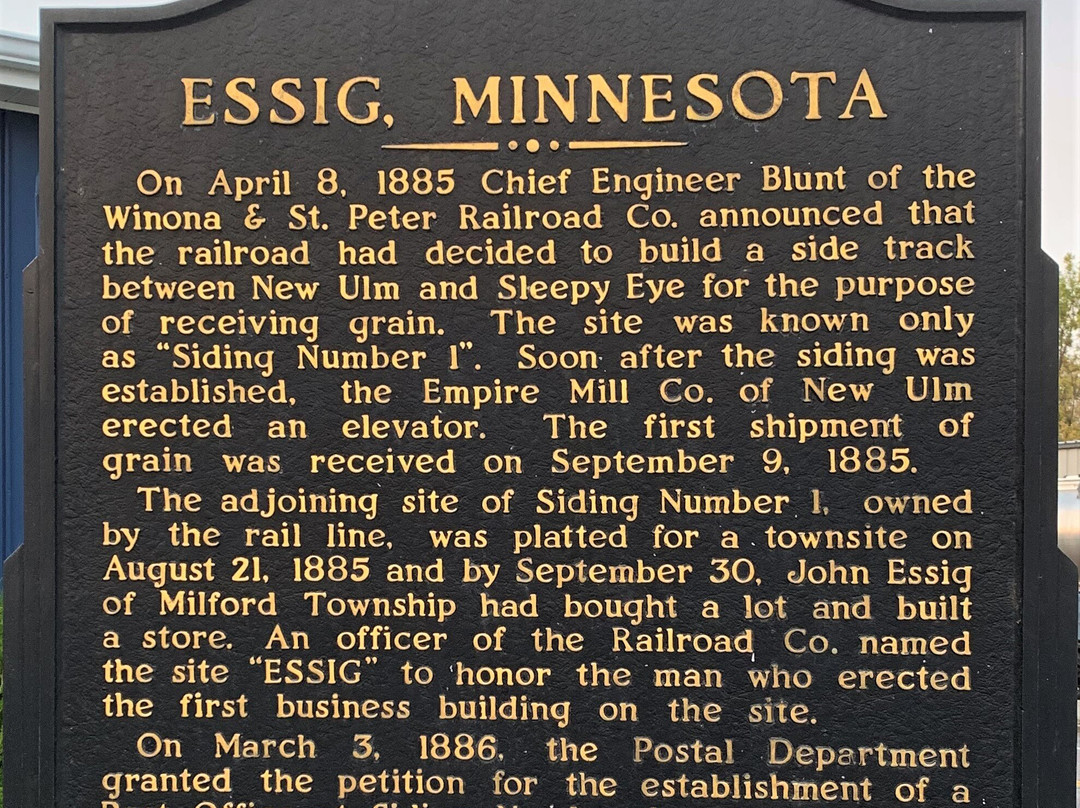 ESSIG, MINNESOTA
On April 8, 1885 Chief Engineer Blunt of the
Winona & St. Peter Railroad Co. announced that
the railroad had decided to build a side track
between New Ulm and Sleepy Eye for the purpose
of receiving grain. The site was known only
as “Siding Number 1”. Soon after the siding was
established, the Empire Mill Co. of New Ulm
erected an elevator. The first shipment of
grain was received on September 9, 1885.
The adjoining site of Siding Number 1, owned
by the rail line, was platted for a townsite on
August 21, 1885 and by September 30, John Essig
of Milford Township had bought a lot and built
a store. An officer of the Railroad Co. named
the site “ESSIG” to honor the man who erected
the first business building on the site.
On March 3, 1886, the Postal Department
granted the petition for the establishment of a